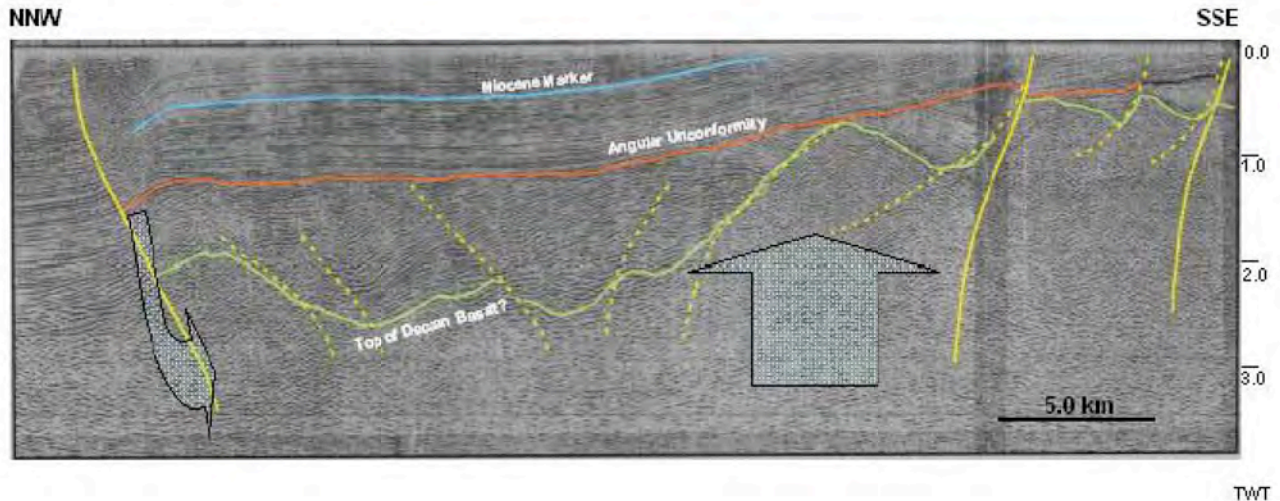 NNW
SSE
0.0
Miocene Marker
Angular Unconformity
1.0
2.0
Top of Deccan Basalt?
3.0
5.0 km
TWT